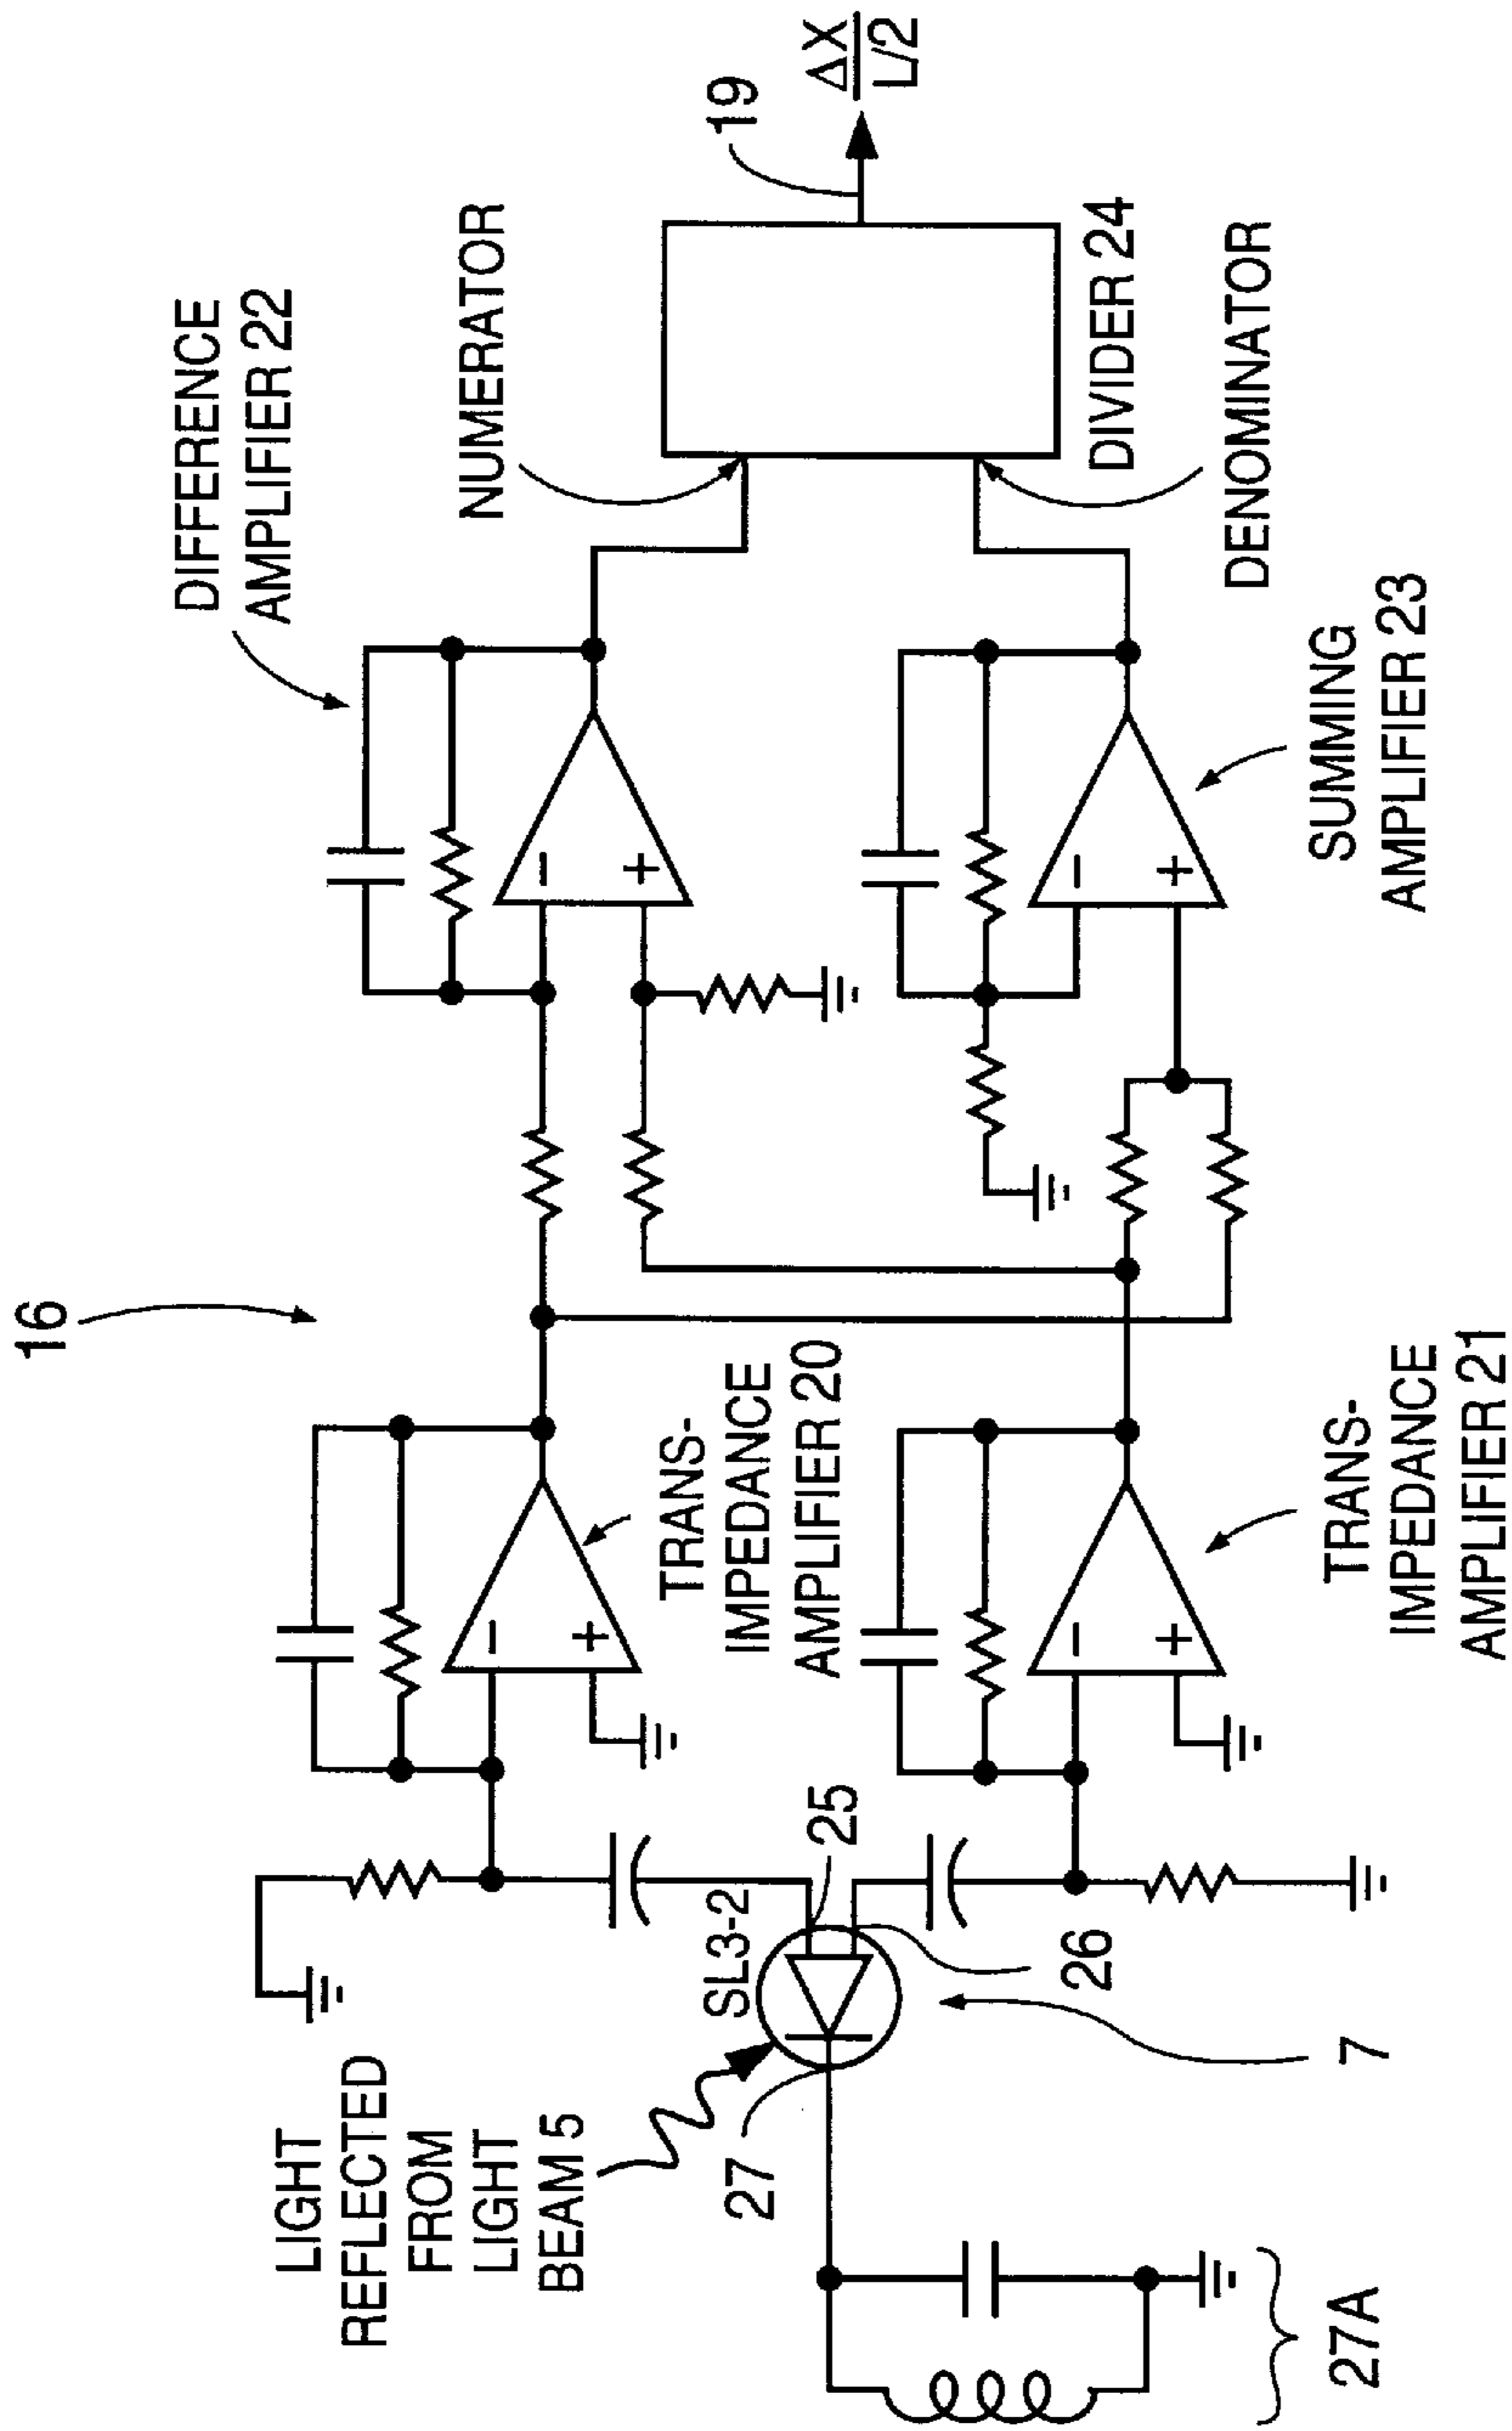 16
DIFFERENCE
AMPLIFIER 22
NUMERATOR
19
ΔX
L/2
DIVIDER 24
DENOMINATOR
LIGHT
REFLECTED
FROM
LIGHT
BEAM 5
SL3-2
25
27
26
7
27A
TRANS-
IMPEDANCE
AMPLIFIER 20
TRANS-
IMPEDANCE
AMPLIFIER 21
SUMMING
AMPLIFIER 23
−
+
−
+
−
+
−
+